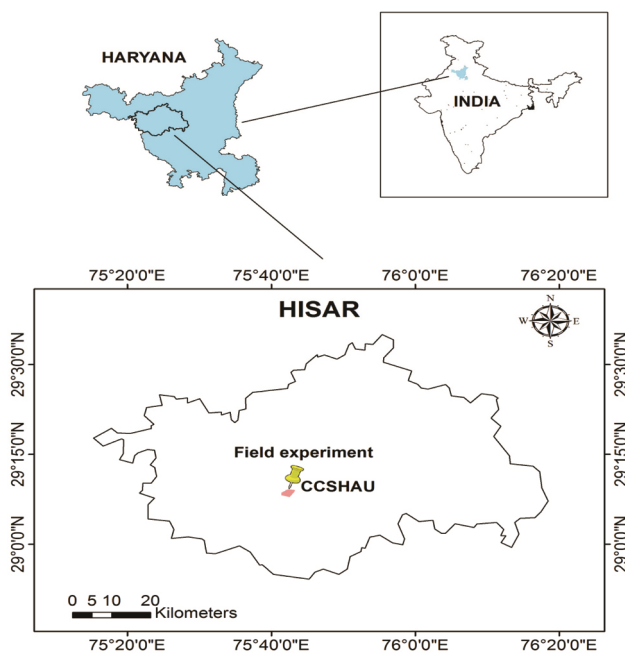 HARYANA
INDIA
75°20'0"E 75°40'0"E 76°0'0"E 76°20'0"E
HISAR
N
W E
S
29°30'0"N 29°30'0"N
29°15'0"N 29°15'0"N
Field experiment
CCSHAU
29°0'0"N 29°0'0"N
0 5 10 20
Kilometers
75°20'0"E 75°40'0"E 76°0'0"E 76°20'0"E